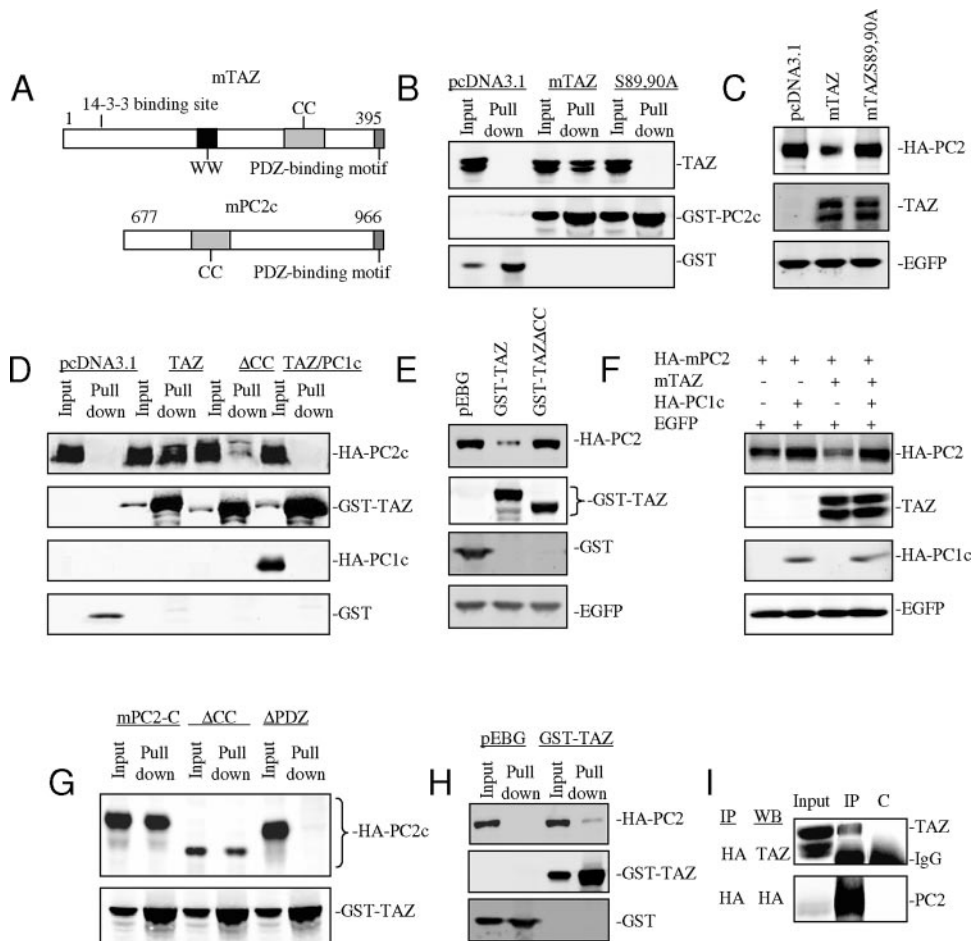 A
mTAZ
14-3-3 binding site
CC
1
395
WW
PDZ-binding motif
mPC2c
677
966
CC
PDZ-binding motif
B
pcDNA3.1 mTAZ S89,90A
Input Pull down Input Pull down Input Pull down
-TAZ
-GST-PC2c
-GST
C
pcDNA3.1 mTAZ mTAZS89,90A
-HA-PC2
-TAZ
-EGFP
D
pcDNA3.1 TAZ ΔCC TAZ/PC1c
Input Pull down Input Pull down Input Pull down Input Pull down
-HA-PC2c
-GST-TAZ
-HA-PC1c
-GST
E
pEBG GST-TAZ GST-TAZΔCC
-HA-PC2
-GST-TAZ
-GST
-EGFP
F
HA-mPC2 + + + +
mTAZ - - + +
HA-PC1c - + - +
EGFP + + + +
-HA-PC2
-TAZ
-HA-PC1c
-EGFP
G
mPC2-C ΔCC ΔPDZ
Input Pull down Input Pull down Input Pull down
-HA-PC2c
-GST-TAZ
H
pEBG GST-TAZ
Input Pull down Input Pull down
-HA-PC2
-GST-TAZ
-GST
I
Input IP C
IP WB
-TAZ
HA TAZ
-IgG
HA HA
-PC2